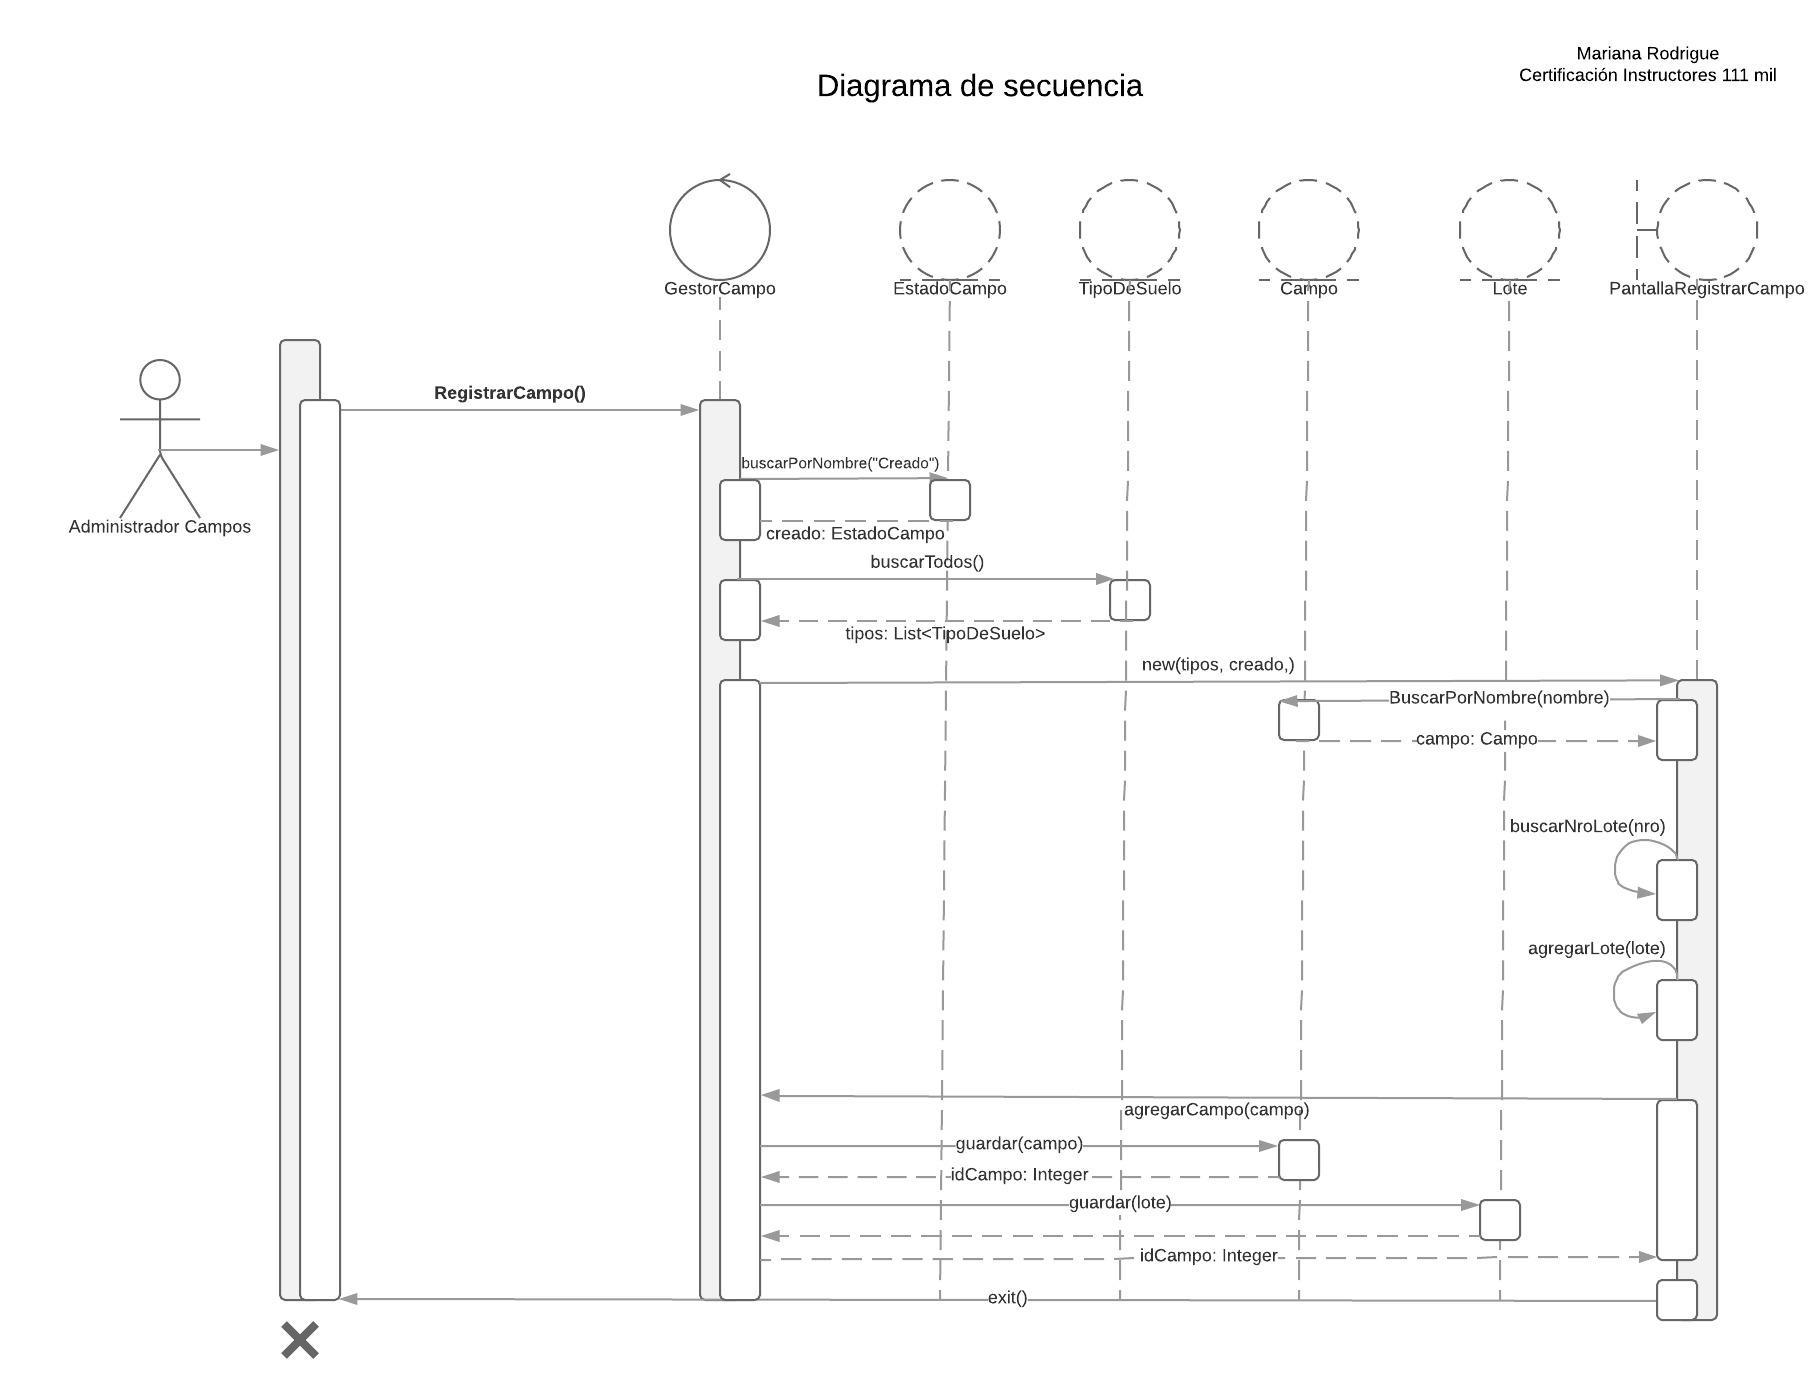 Mariana Rodrigue
Certificación Instructores 111 mil
Diagrama de secuencia
GestorCampo
EstadoCampo
TipoDeSuelo
Campo
Lote
PantallaRegistrarCampo
RegistrarCampo()
buscarPorNombre("Creado")
Administrador Campos
creado: EstadoCampo
buscarTodos()
tipos: List<TipoDeSuelo>
new(tipos, creado,)
BuscarPorNombre(nombre)
campo: Campo
buscarNroLote(nro)
agregarLote(lote)
agregarCampo(campo)
guardar(campo)
idCampo: Integer
guardar(lote)
idCampo: Integer
exit()